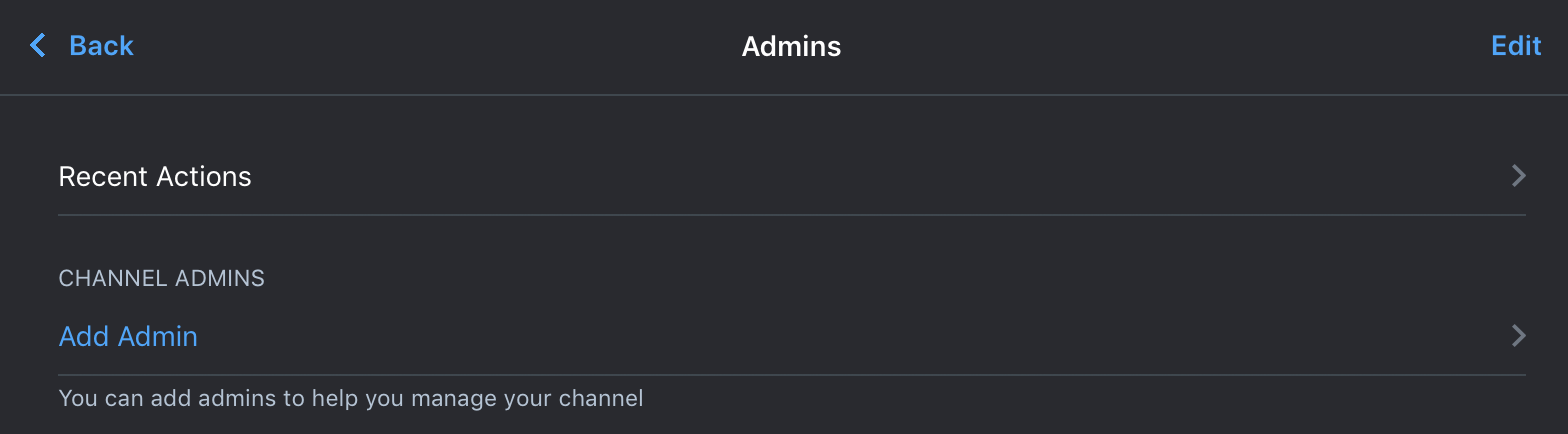 Back
Admins
Edit
Recent Actions
CHANNEL ADMINS
Add Admin
You can add admins to help you manage your channel